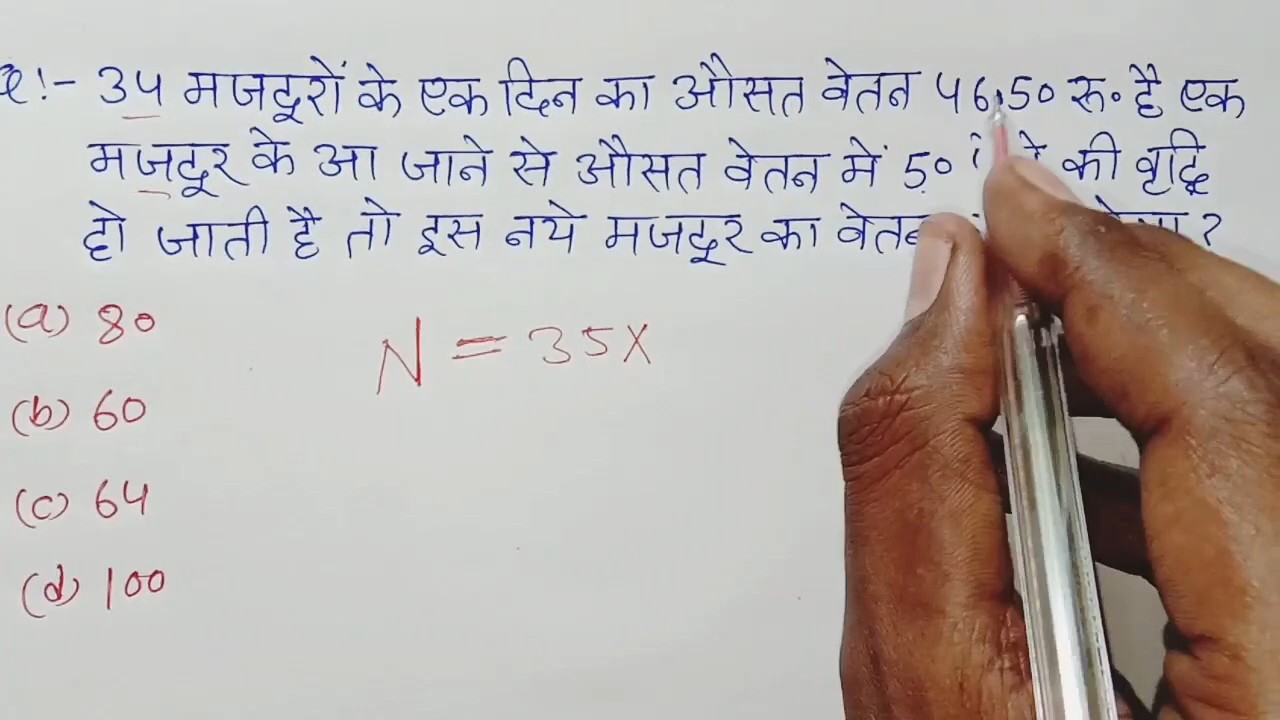 Q!- 34 मजदूरों के एक दिन का औसत वेतन 46.50 रु॰ है एक
मजदूर के आ जाने से औसत वेतन में 50 की वृद्धि
हो जाती है तो इस नये मजदूर का वेतन ?
(a) 80
N = 35X
(b) 60
(c) 64
(d) 100